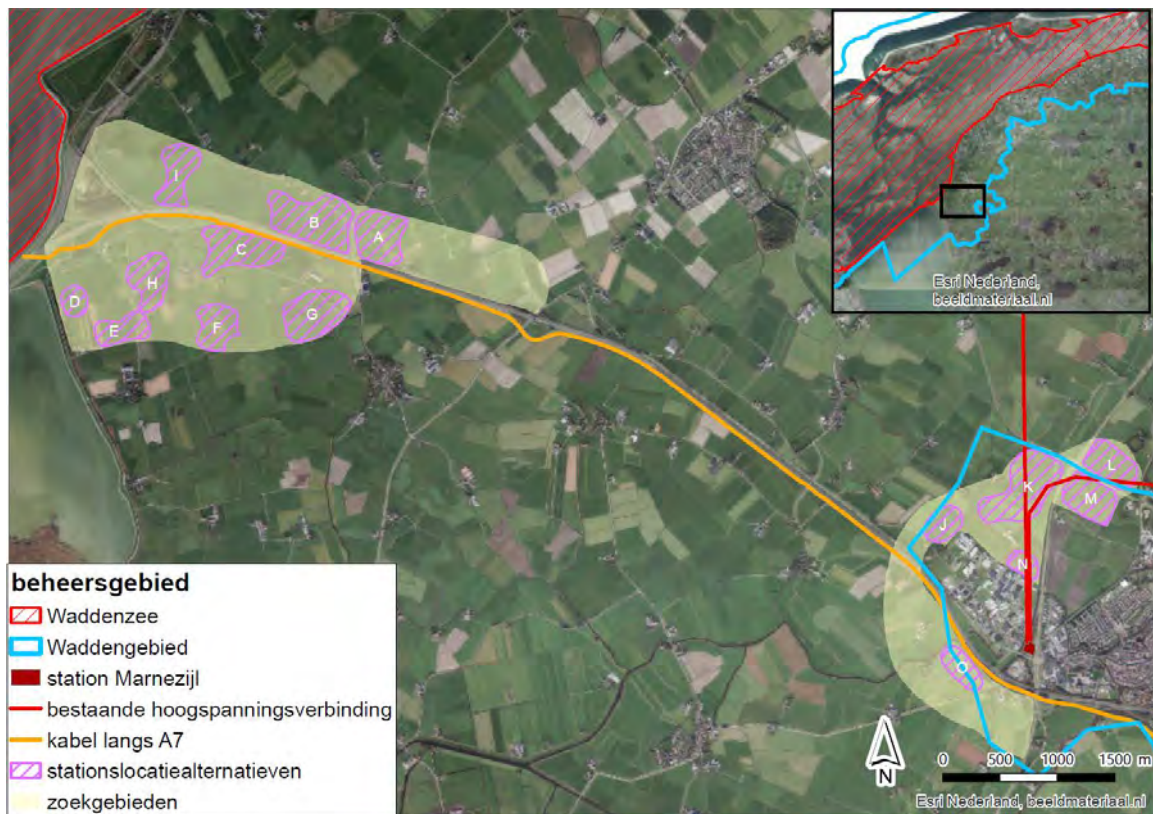 Esri Nederland,
beeldmateriaal.nl
I
B
A
C
H
D
E
F
G
L
K
M
J
N
O
beheersgebied
Waddenzee
Waddengebied
station Marnezijl
bestaande hoogspanningsverbinding
kabel langs A7
stationslocatiealternatieven
zoekgebieden
N
0 500 1000 1500 m
Esri Nederland, beeldmateriaal.nl